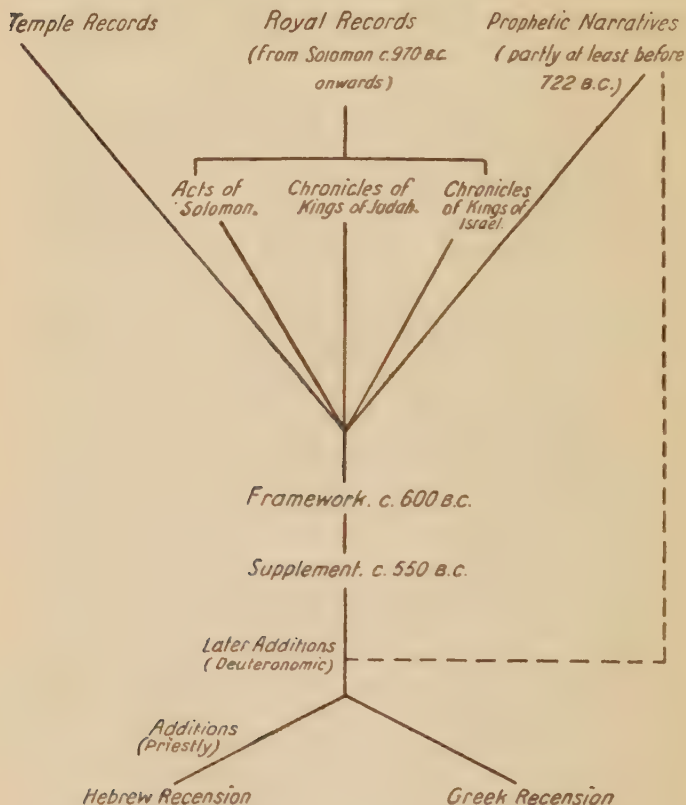 Temple Records
Royal Records
(from Solomon c. 970 B.C.
onwards)
Prophetic Narratives
(partly at least before
722 B.C.)
Acts of
Solomon.
Chronicles of
Kings of Judah.
Chronicles
of Kings of
Israel.
Framework. c. 600 B.C.
Supplement. c. 550 B.C.
Later Additions
(Deuteronomic)
Additions
(Priestly)
Hebrew Recension
Greek Recension